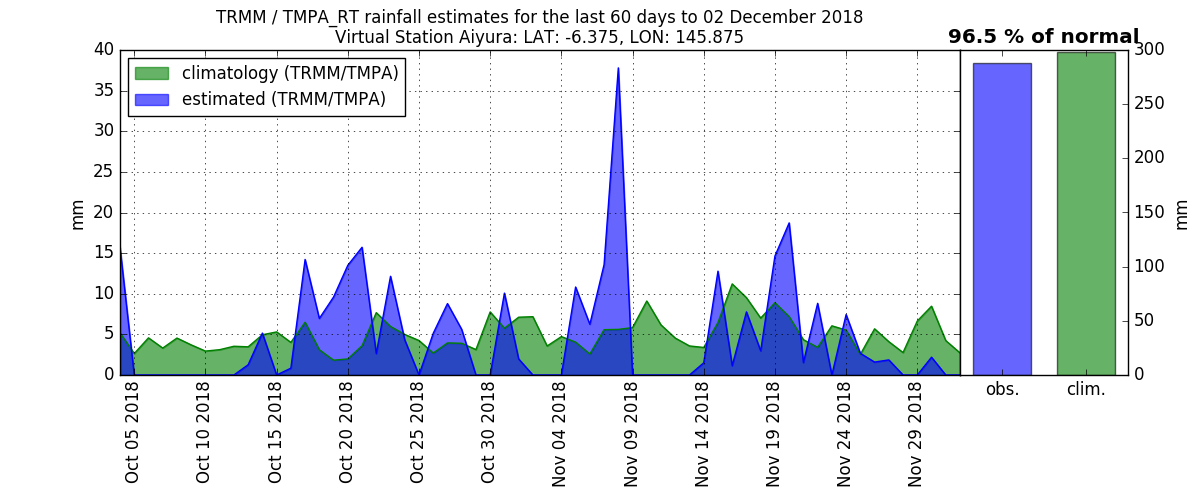 TRMM / TMPA_RT rainfall estimates for the last 60 days to 02 December 2018
Virtual Station Aiyura: LAT: -6.375, LON: 145.875
96.5 % of normal
climatology (TRMM/TMPA)
estimated (TRMM/TMPA)
40
35
30
25
20
15
10
5
0
mm
300
250
200
150
100
50
0
mm
Oct 05 2018
Oct 10 2018
Oct 15 2018
Oct 20 2018
Oct 25 2018
Oct 30 2018
Nov 04 2018
Nov 09 2018
Nov 14 2018
Nov 19 2018
Nov 24 2018
Nov 29 2018
obs.
clim.